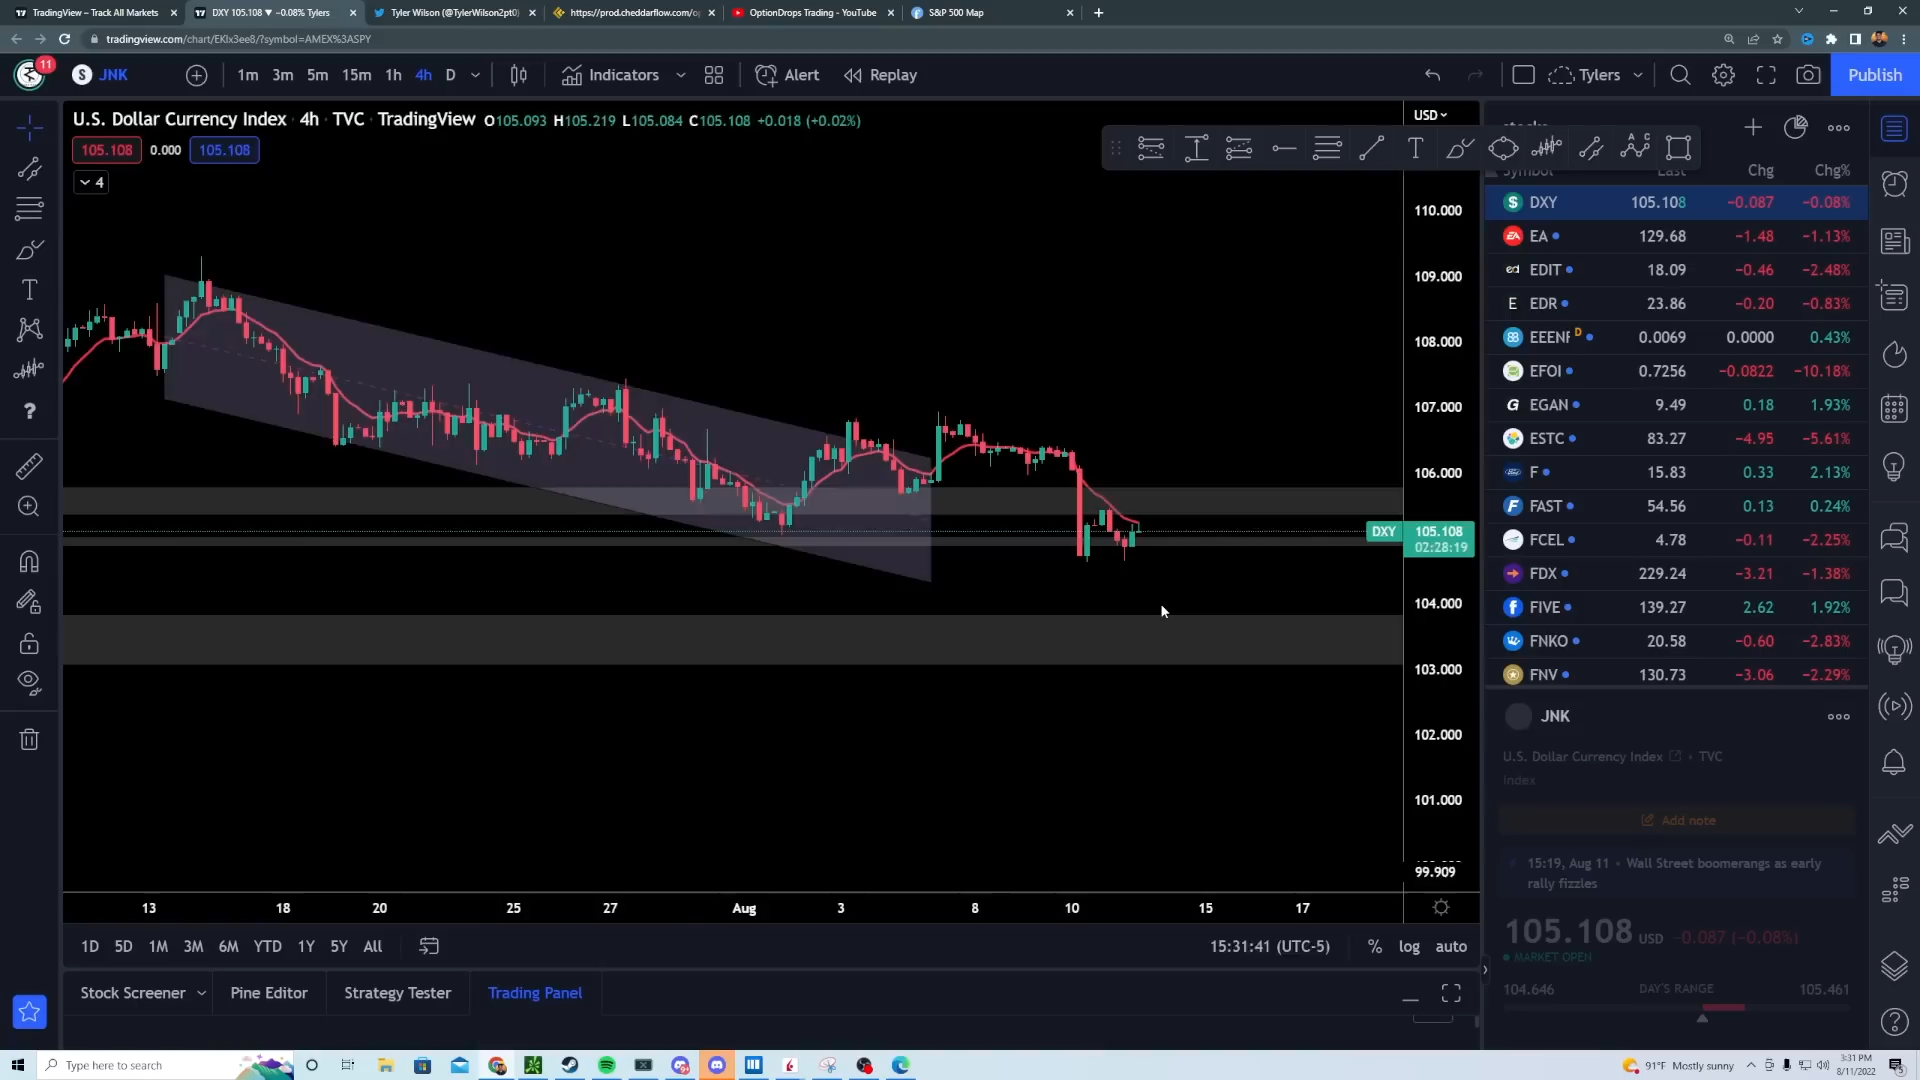 TradingView – Track All Markets
DXY 105.108 ▼ −0.08% Tylers
Tyler Wilson (@TylerWilson2pt0)
https://prod.cheddarflow.com/o
OptionDrops Trading - YouTube
S&P 500 Map
tradingview.com/chart/EKlx3ee8/?symbol=AMEX%3ASPY
11
S JNK
1m 3m 5m 15m 1h 4h D
Indicators
Alert
Replay
Tylers
Publish
U.S. Dollar Currency Index · 4h · TVC · TradingView O105.093 H105.219 L105.084 C105.108 +0.018 (+0.02%)
105.108 0.000 105.108
4
USD
110.000
109.000
108.000
107.000
106.000
DXY 105.108
02:28:19
104.000
103.000
102.000
101.000
99.909
13 18 20 25 27 Aug 3 8 10 15 17
1D 5D 1M 3M 6M YTD 1Y 5Y All
15:31:41 (UTC-5) % log auto
Stock Screener Pine Editor Strategy Tester Trading Panel
Symbol Last Chg Chg%
DXY 105.108 −0.087 −0.08%
EA 129.68 −1.48 −1.13%
EDIT 18.09 −0.46 −2.48%
EDR 23.86 −0.20 −0.83%
EEENF D 0.0069 0.0000 0.43%
EFOI 0.7256 −0.0822 −10.18%
EGAN 9.49 0.18 1.93%
ESTC 83.27 −4.95 −5.61%
F 15.83 0.33 2.13%
FAST 54.56 0.13 0.24%
FCEL 4.78 −0.11 −2.25%
FDX 229.24 −3.21 −1.38%
FIVE 139.27 2.62 1.92%
FNKO 20.58 −0.60 −2.83%
FNV 130.73 −3.06 −2.29%
JNK
U.S. Dollar Currency Index • TVC
Index
Add note
15:19, Aug 11 • Wall Street boomerangs as early
rally fizzles
105.108 USD −0.087 (−0.08%)
MARKET OPEN
104.646 DAY'S RANGE 105.461
Type here to search
91°F Mostly sunny
3:31 PM
8/11/2022